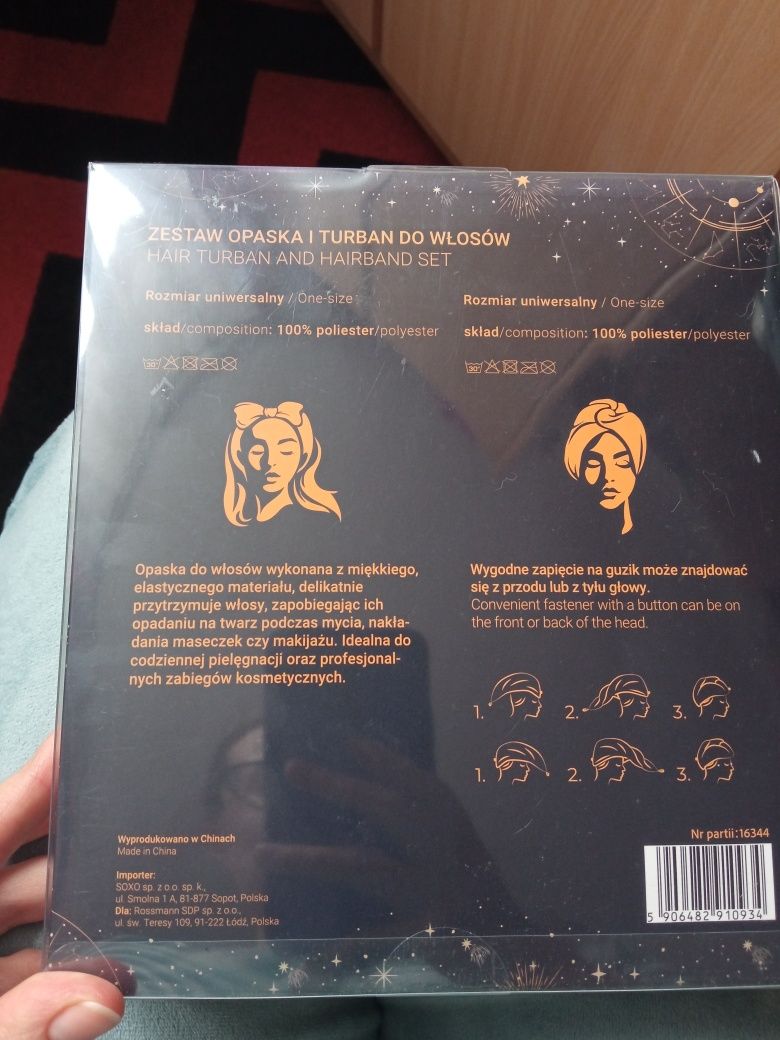 ZESTAW OPASKA I TURBAN DO WŁOSÓW
HAIR TURBAN AND HAIRBAND SET
Rozmiar uniwersalny / One-size
skład/composition: 100% poliester/polyester
30°
Opaska do włosów wykonana z miękkiego,
elastycznego materiału, delikatnie
przytrzymuje włosy, zapobiegając ich
opadaniu na twarz podczas mycia, nakła-
dania maseczek czy makijażu. Idealna do
codziennej pielęgnacji oraz profesjonal-
nych zabiegów kosmetycznych.
Rozmiar uniwersalny / One-size
skład/composition: 100% poliester/polyester
30°
Wygodne zapięcie na guzik może znajdować
się z przodu lub z tyłu głowy.
Convenient fastener with a button can be on
the front or back of the head.
1. 2. 3.
1. 2. 3.
Wyprodukowano w Chinach
Made in China
Importer:
SOXO sp. z o.o. sp. k.,
ul. Smolna 1 A, 81-877 Sopot, Polska
Dla: Rossmann SDP sp. z o.o.,
ul. św. Teresy 109, 91-222 Łódź, Polska
Nr partii:16344
5 906482 910934